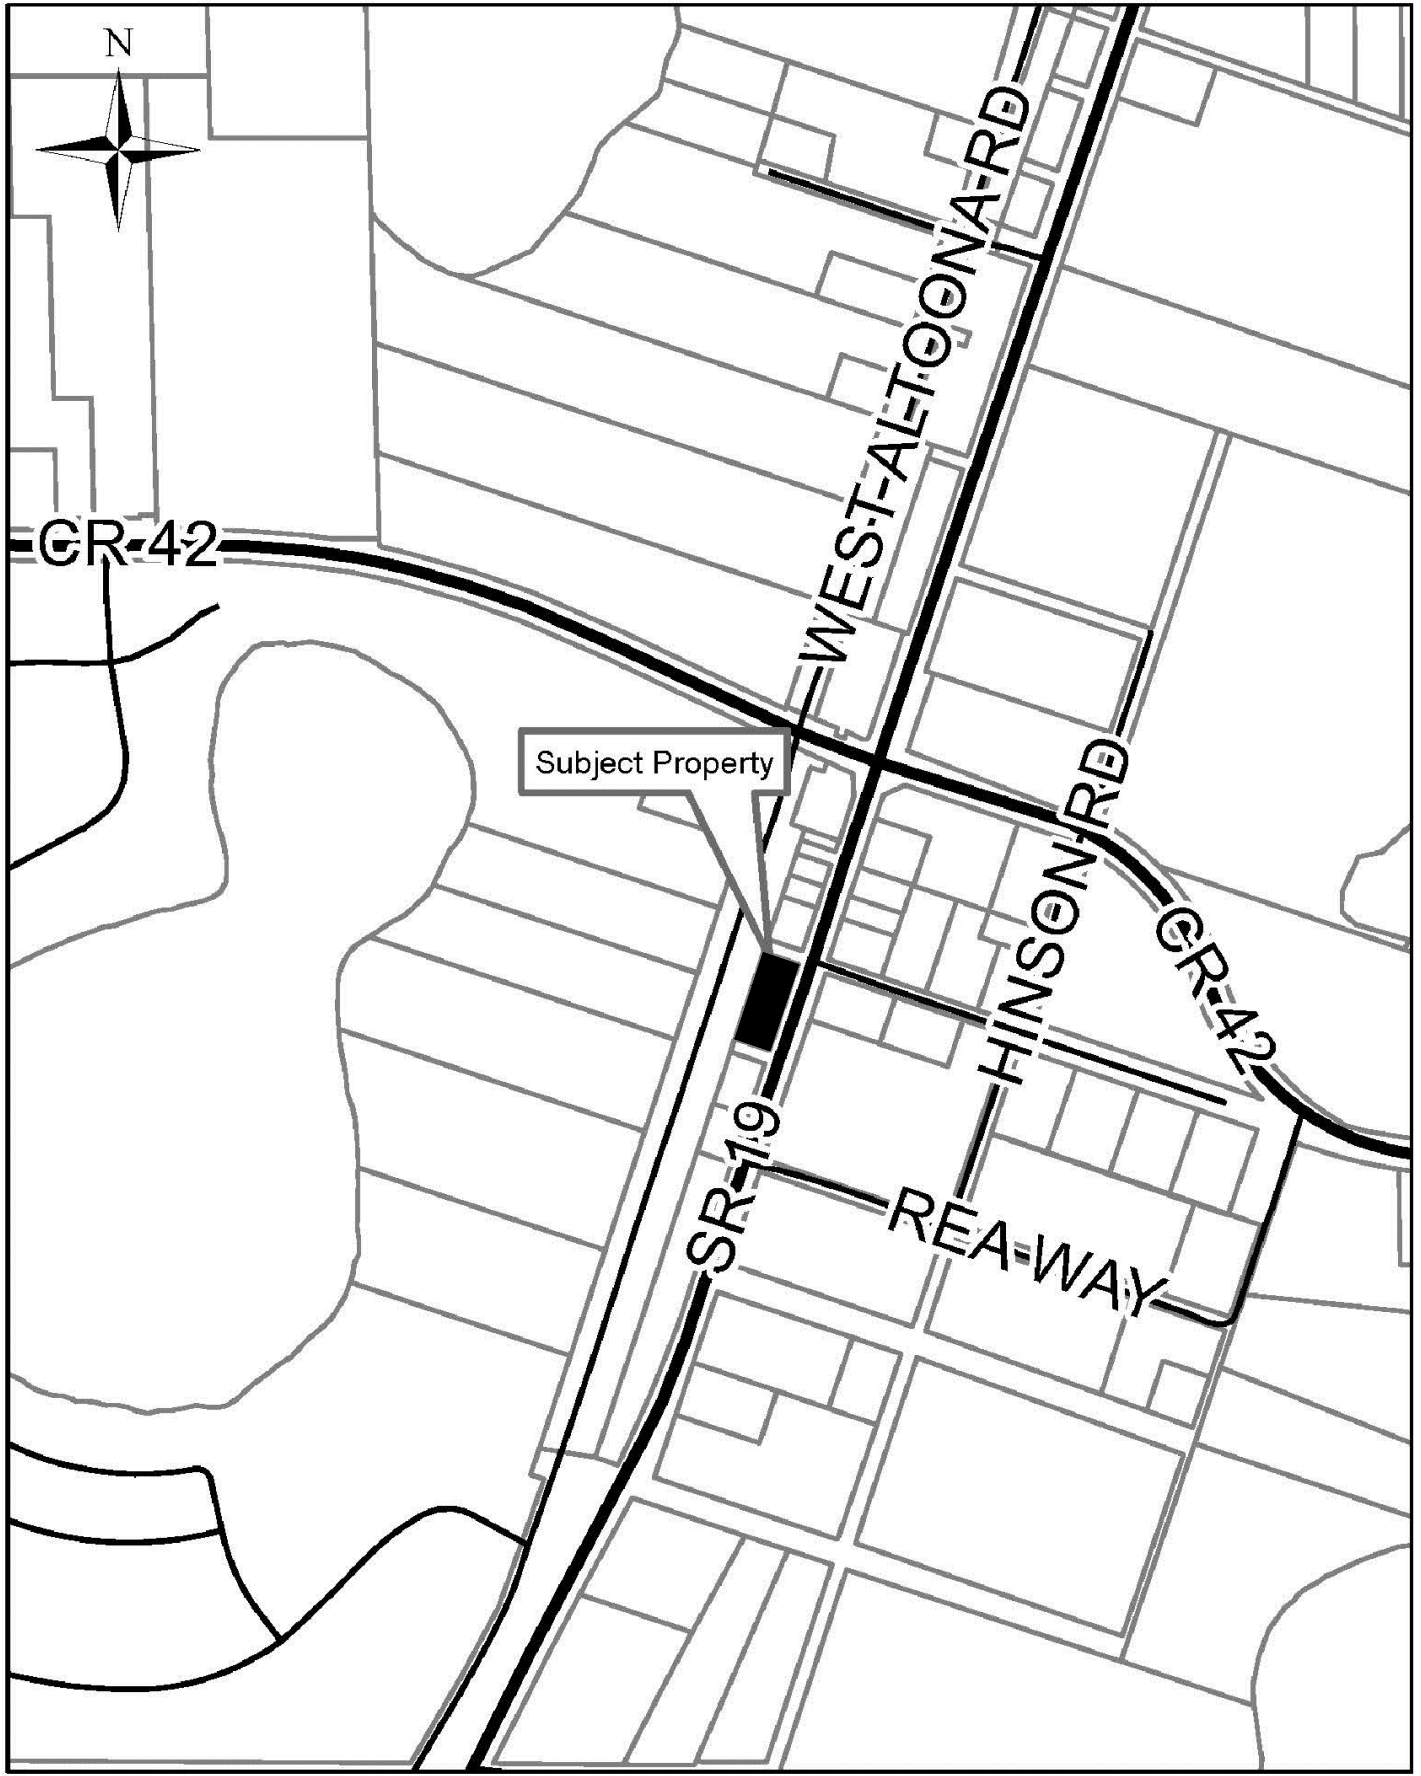 N
WEST ALTOONA RD
CR 42
Subject Property
HINSON RD
CR 42
SR 19
REA WAY